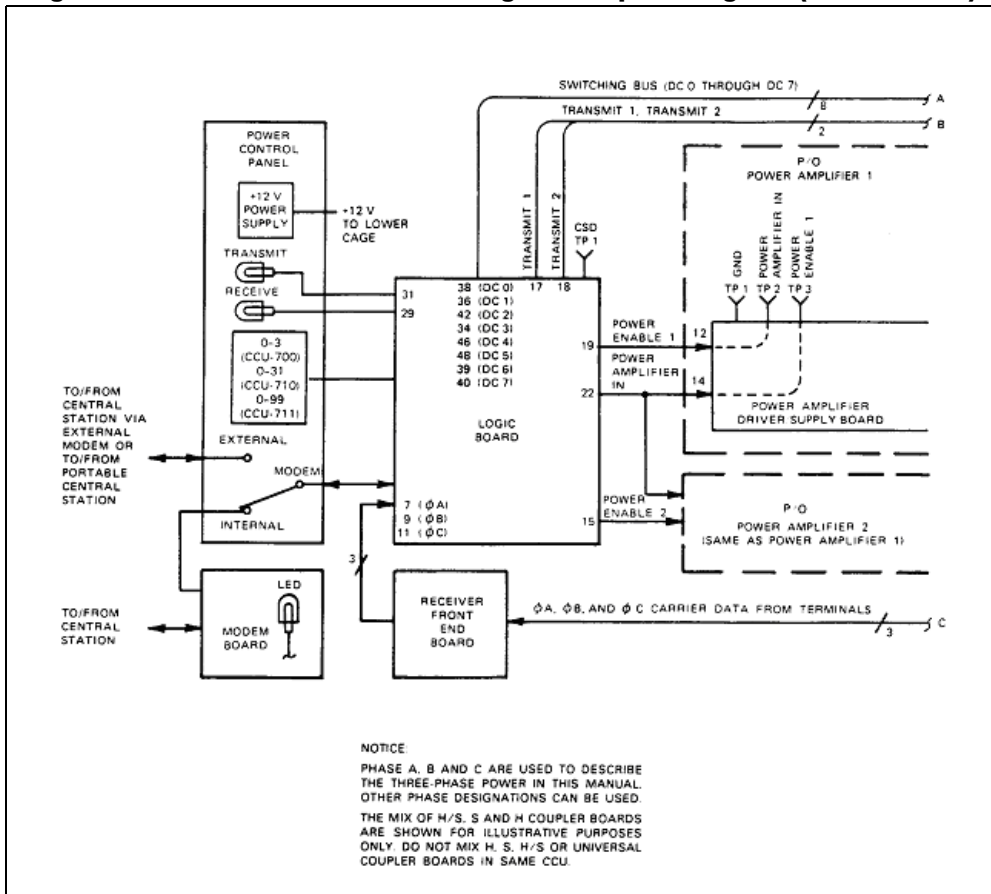 SWITCHING BUS (DC 0 THROUGH DC 7)
8
A
TRANSMIT 1, TRANSMIT 2
2
B
POWER
CONTROL
PANEL
+12 V
POWER
SUPPLY
+12 V
TO LOWER
CAGE
TRANSMIT
RECEIVE
0-3
(CCU-700)
0-31
(CCU-710)
0-99
(CCU-711)
TO/FROM
CENTRAL
STATION VIA
EXTERNAL
MODEM OR
TO/FROM
PORTABLE
CENTRAL
STATION
EXTERNAL
MODEM
INTERNAL
TRANSMIT 1
TRANSMIT 2
CSD
TP 1
31
29
38 (DC 0)
36 (DC 1)
42 (DC 2)
34 (DC 3)
46 (DC 4)
48 (DC 5)
39 (DC 6)
40 (DC 7)
17
18
19
22
15
LOGIC
BOARD
7 (ϕA)
9 (ϕB)
11 (ϕC)
3
P/O
POWER AMPLIFIER 1
GND
TP 1
POWER
AMPLIFIER IN
TP 2
POWER
ENABLE 1
TP 3
POWER
ENABLE 1
12
POWER
AMPLIFIER
IN
14
POWER AMPLIFIER
DRIVER SUPPLY BOARD
POWER
ENABLE 2
P/O
POWER AMPLIFIER 2
(SAME AS POWER AMPLIFIER 1)
TO/FROM
CENTRAL
STATION
LED
MODEM
BOARD
RECEIVER
FRONT
END
BOARD
ϕA, ϕB, AND ϕC CARRIER DATA FROM TERMINALS
3
C
NOTICE:
PHASE A, B AND C ARE USED TO DESCRIBE
THE THREE-PHASE POWER IN THIS MANUAL.
OTHER PHASE DESIGNATIONS CAN BE USED.
THE MIX OF H/S, S AND H COUPLER BOARDS
ARE SHOWN FOR ILLUSTRATIVE PURPOSES
ONLY. DO NOT MIX H, S, H/S OR UNIVERSAL
COUPLER BOARDS IN SAME CCU.